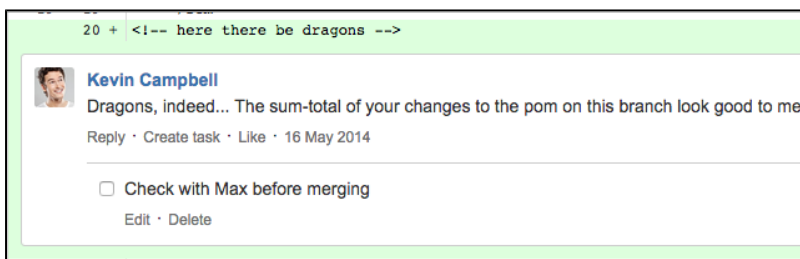 20 + <!-- here there be dragons -->
Kevin Campbell
Dragons, indeed... The sum-total of your changes to the pom on this branch look good to me
Reply · Create task · Like · 16 May 2014
Check with Max before merging
Edit · Delete